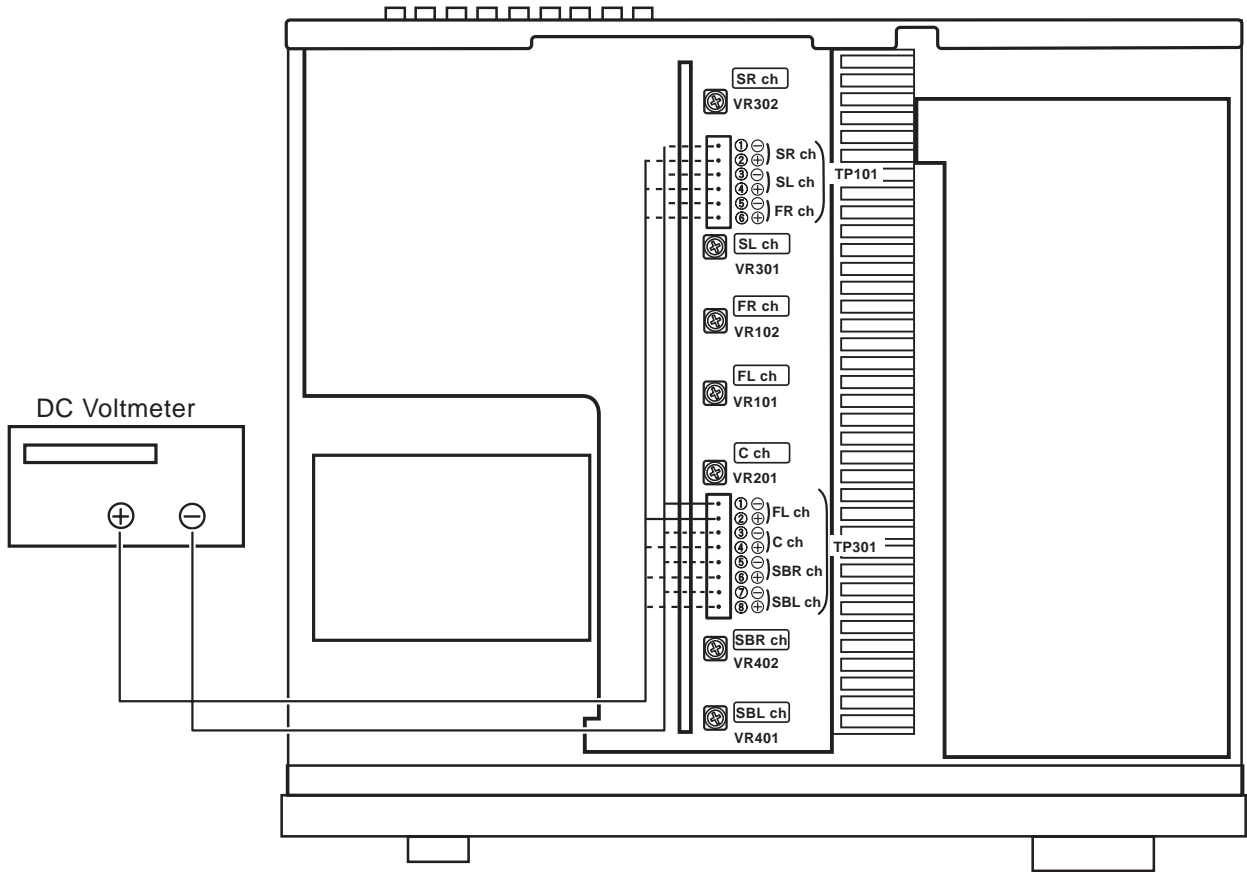 SR ch
VR302
① ⊖
② ⊕
SR ch
③ ⊖
④ ⊕
SL ch
⑤ ⊖
⑥ ⊕
FR ch
TP101
SL ch
VR301
FR ch
VR102
FL ch
VR101
DC Voltmeter
⊕ ⊖
C ch
VR201
① ⊖
② ⊕
FL ch
③ ⊖
④ ⊕
C ch
⑤ ⊖
⑥ ⊕
SBR ch
⑦ ⊖
⑧ ⊕
SBL ch
TP301
SBR ch
VR402
SBL ch
VR401